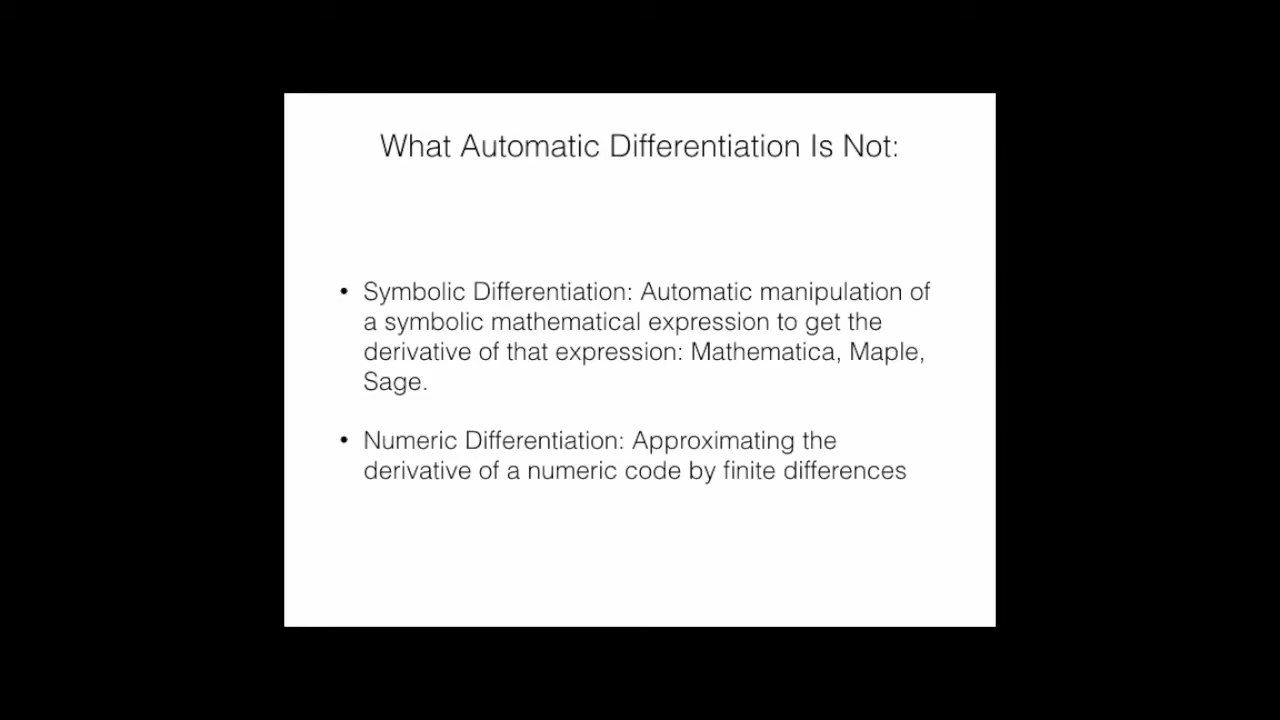 What Automatic Differentiation Is Not:
• Symbolic Differentiation: Automatic manipulation of
a symbolic mathematical expression to get the
derivative of that expression: Mathematica, Maple,
Sage.
• Numeric Differentiation: Approximating the
derivative of a numeric code by finite differences